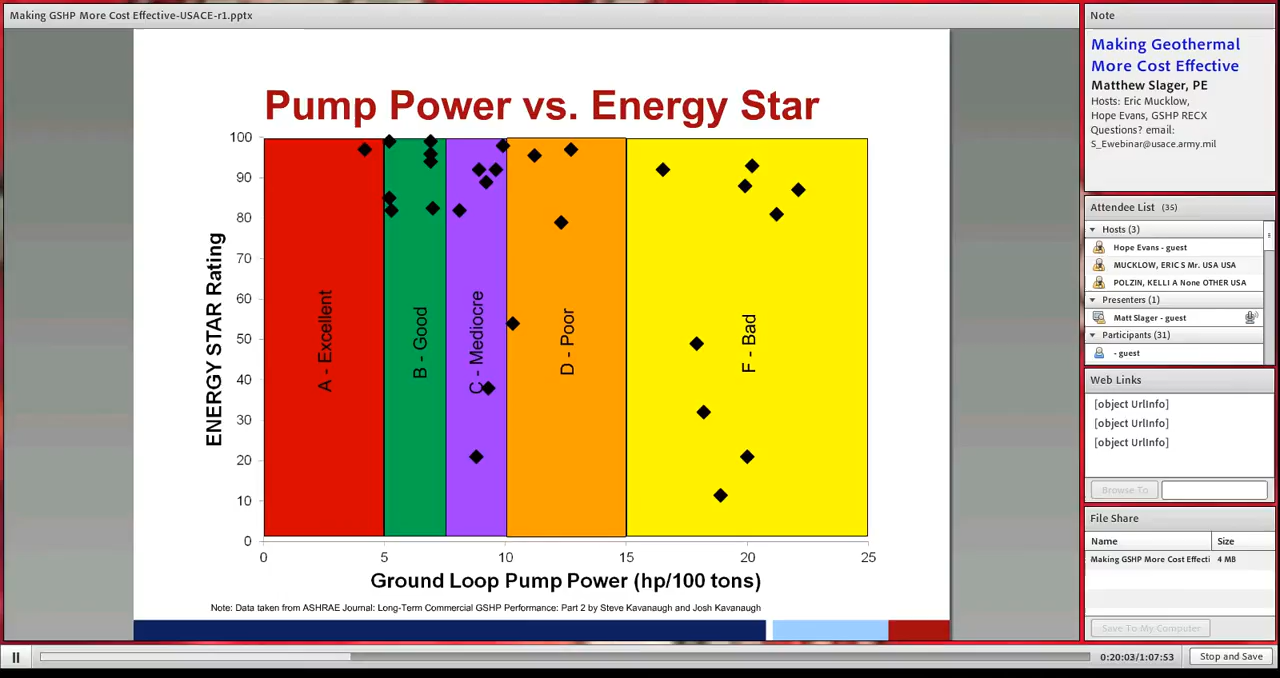 Making GSHP More Cost Effective-USACE-r1.pptx
Pump Power vs. Energy Star
ENERGY STAR Rating
100
90
80
70
60
50
40
30
20
10
0
A - Excellent
B - Good
C - Mediocre
D - Poor
F - Bad
0 5 10 15 20 25
Ground Loop Pump Power (hp/100 tons)
Note: Data taken from ASHRAE Journal: Long-Term Commercial GSHP Performance: Part 2 by Steve Kavanaugh and Josh Kavanaugh
Note
Making Geothermal
More Cost Effective
Matthew Slager, PE
Hosts: Eric Mucklow,
Hope Evans, GSHP RECX
Questions? email:
S_Ewebinar@usace.army.mil
Attendee List (35)
Hosts (3)
Hope Evans - guest
MUCKLOW, ERIC S Mr. USA USA
POLZIN, KELLI A None OTHER USA
Presenters (1)
Matt Slager - guest
Participants (31)
- guest
Web Links
[object UrlInfo]
[object UrlInfo]
[object UrlInfo]
Browse To
File Share
Name Size
Making GSHP More Cost Effecti 4 MB
Save To My Computer
0:20:03/1:07:53 Stop and Save